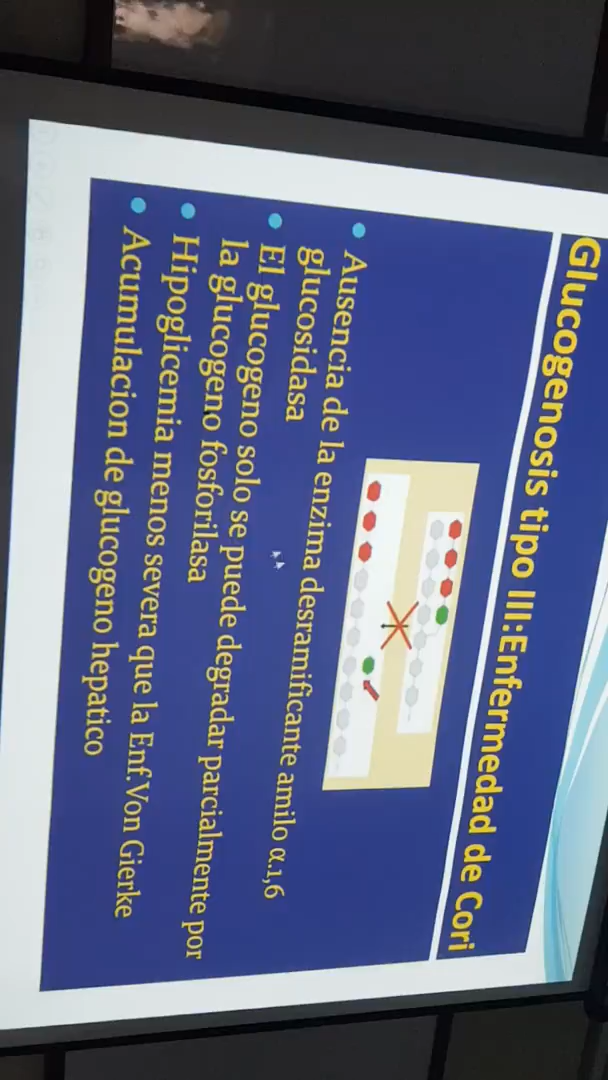 Glucogenosis tipo III:Enfermedad de Cori
Ausencia de la enzima desramificante amilo α.1,6
glucosidasa
El glucogeno solo se puede degradar parcialmente por
la glucogeno fosforilasa
Hipoglicemia menos severa que la Enf.Von Gierke
Acumulacion de glucogeno hepatico